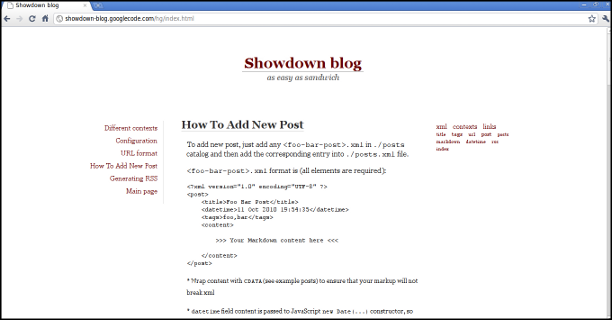 Showdown blog
showdown-blog.googlecode.com/hg/index.html
Showdown blog
as easy as sandwich
Different contexts
Configuration
URL format
How To Add New Post
Generating RSS
Main page
How To Add New Post
To add new post, just add any <foo-bar-post>.xml in ./posts
catalog and then add the corresponding entry into ./posts.xml file.
<foo-bar-post>.xml format is (all elements are required):
<?xml version="1.0" encoding="UTF-8" ?>
<post>
<title>Foo Bar Post</title>
<datetime>11 Oct 2010 19:54:35</datetime>
<tags>foo,bar</tags>
<content>
>>> Your Markdown content here <<<
</content>
</post>
* Wrap content with CDATA (see example posts) to ensure that your markup will not
break xml
* datetime field content is passed to JavaScript new Date(...) constructor, so
xml contexts links
title tags url post posts
markdown datetime rss
index